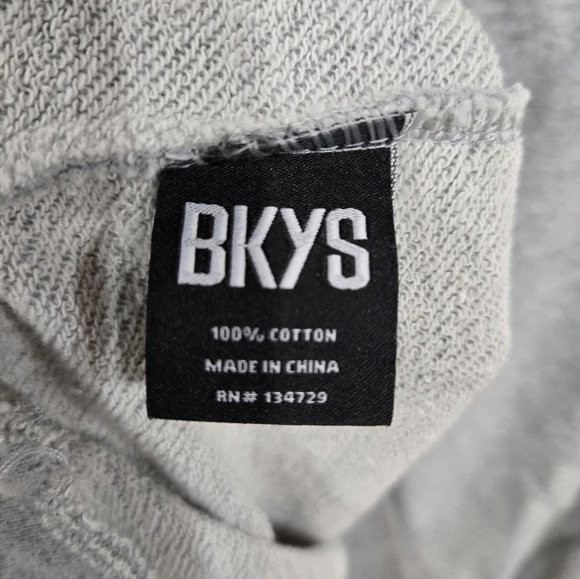 BKYS
100% COTTON
MADE IN CHINA
RN# 134729